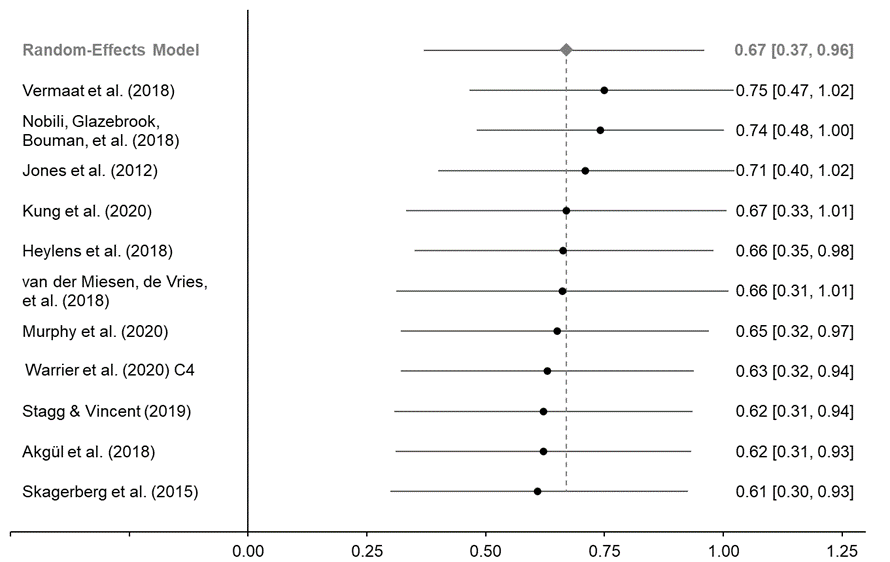 Random-Effects Model 0.67 [0.37, 0.96]
Vermaat et al. (2018) 0.75 [0.47, 1.02]
Nobili, Glazebrook,
Bouman, et al. (2018) 0.74 [0.48, 1.00]
Jones et al. (2012) 0.71 [0.40, 1.02]
Kung et al. (2020) 0.67 [0.33, 1.01]
Heylens et al. (2018) 0.66 [0.35, 0.98]
van der Miesen, de Vries,
et al. (2018) 0.66 [0.31, 1.01]
Murphy et al. (2020) 0.65 [0.32, 0.97]
Warrier et al. (2020) C4 0.63 [0.32, 0.94]
Stagg & Vincent (2019) 0.62 [0.31, 0.94]
Akgül et al. (2018) 0.62 [0.31, 0.93]
Skagerberg et al. (2015) 0.61 [0.30, 0.93]
0.00 0.25 0.50 0.75 1.00 1.25